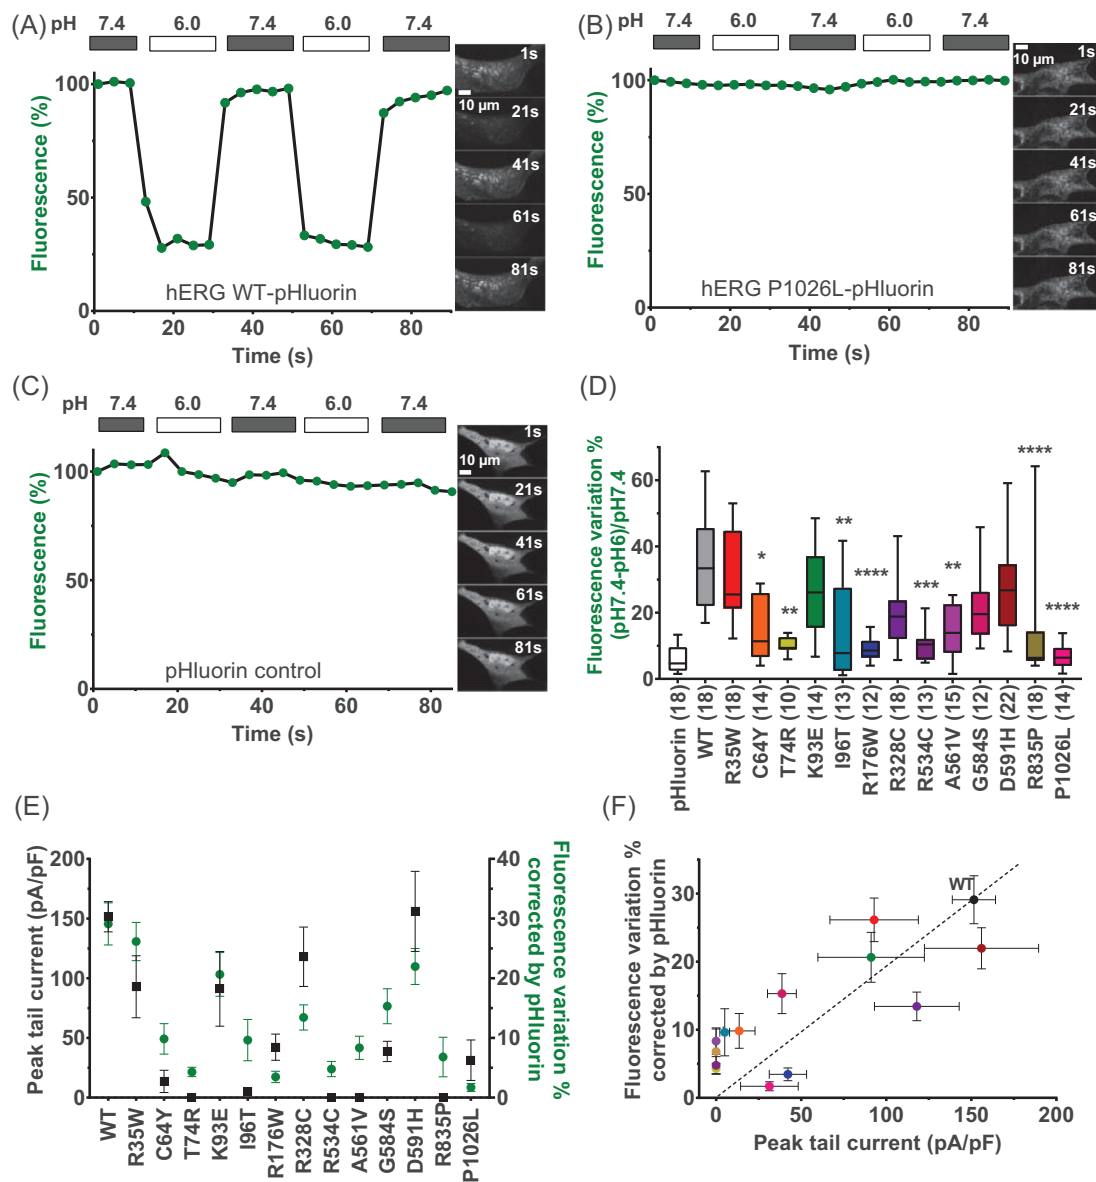 (A)
pH 7.4 6.0 7.4 6.0 7.4
100
50
0
Fluorescence (%)
1s
10 µm
21s
41s
61s
81s
hERG WT-pHluorin
0 20 40 60 80
Time (s)
(B)
pH 7.4 6.0 7.4 6.0 7.4
100
50
0
Fluorescence (%)
1s
10 µm
21s
41s
61s
81s
hERG P1026L-pHluorin
0 20 40 60 80
Time (s)
(C)
pH 7.4 6.0 7.4 6.0 7.4
100
50
0
Fluorescence (%)
1s
10 µm
21s
41s
61s
81s
pHluorin control
0 20 40 60 80
Time (s)
(D)
Fluorescence variation %
(pH7.4-pH6)/pH7.4
60
40
20
0
* ** ** **** *** ** **** ****
pHluorin (18)
WT (18)
R35W (18)
C64Y (14)
T74R (10)
K93E (14)
I96T (13)
R176W (12)
R328C (18)
R534C (13)
A561V (15)
G584S (12)
D591H (22)
R835P (18)
P1026L (14)
(E)
Peak tail current (pA/pF)
200
150
100
50
0
40
30
20
10
0
Fluorescence variation %
corrected by pHluorin
WT
R35W
C64Y
T74R
K93E
I96T
R176W
R328C
R534C
A561V
G584S
D591H
R835P
P1026L
(F)
Fluorescence variation %
corrected by pHluorin
30
20
10
0
WT
0 50 100 150 200
Peak tail current (pA/pF)